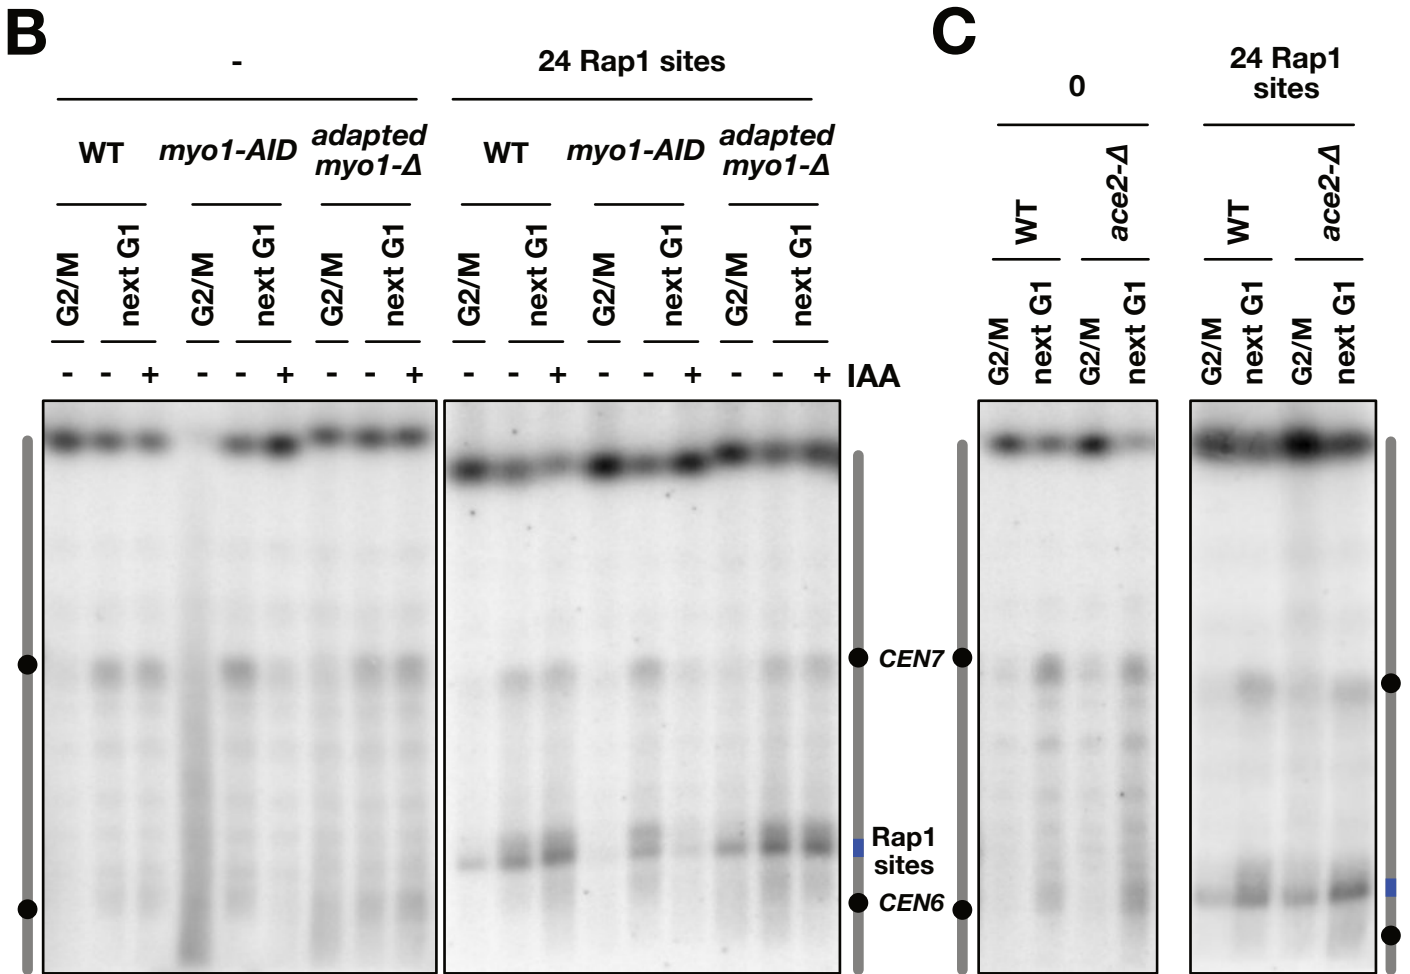 B
-
24 Rap1 sites
WT myo1-AID adapted myo1-Δ
WT myo1-AID adapted myo1-Δ
G2/M next G1 G2/M next G1 G2/M next G1
G2/M next G1 G2/M next G1 G2/M next G1
- - + - - + - - + - - + - - + - - + IAA
CEN7
Rap1
sites
CEN6
C
0
24 Rap1
sites
WT ace2-Δ WT ace2-Δ
G2/M next G1 G2/M next G1 G2/M next G1 G2/M next G1